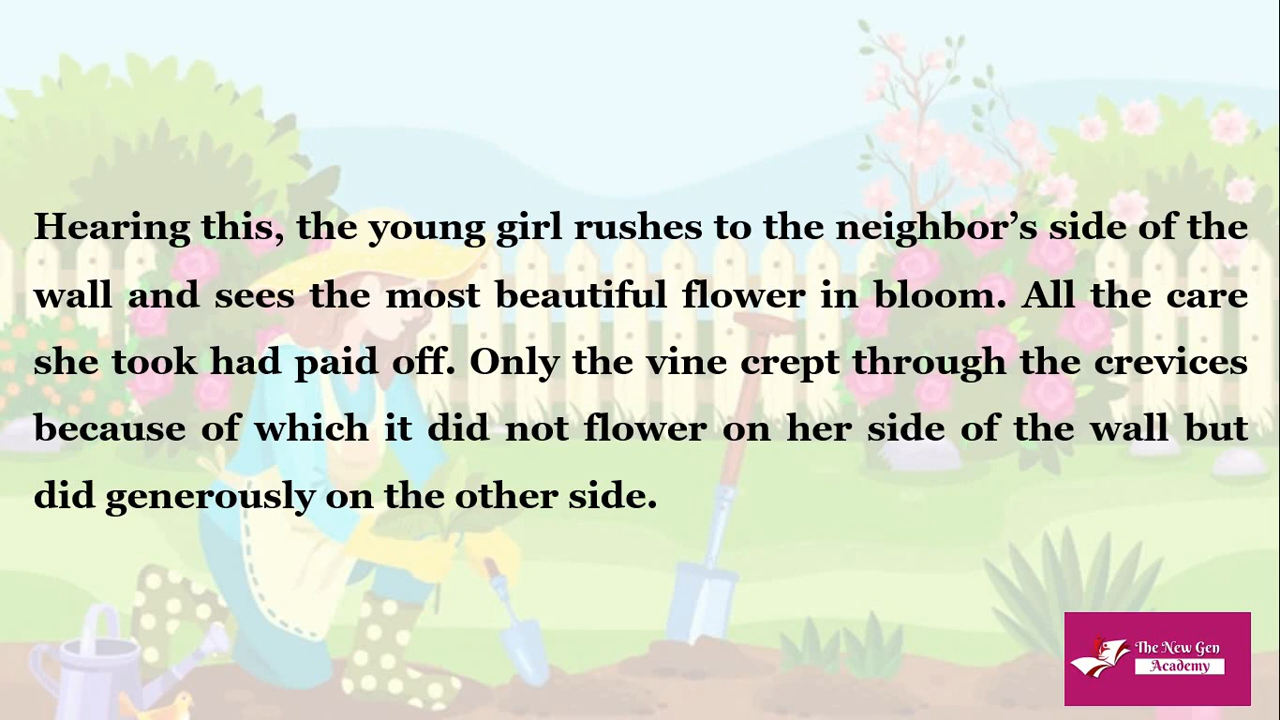 Hearing this, the young girl rushes to the neighbor’s side of the
wall and sees the most beautiful flower in bloom. All the care
she took had paid off. Only the vine crept through the crevices
because of which it did not flower on her side of the wall but
did generously on the other side.
The New Gen
Academy